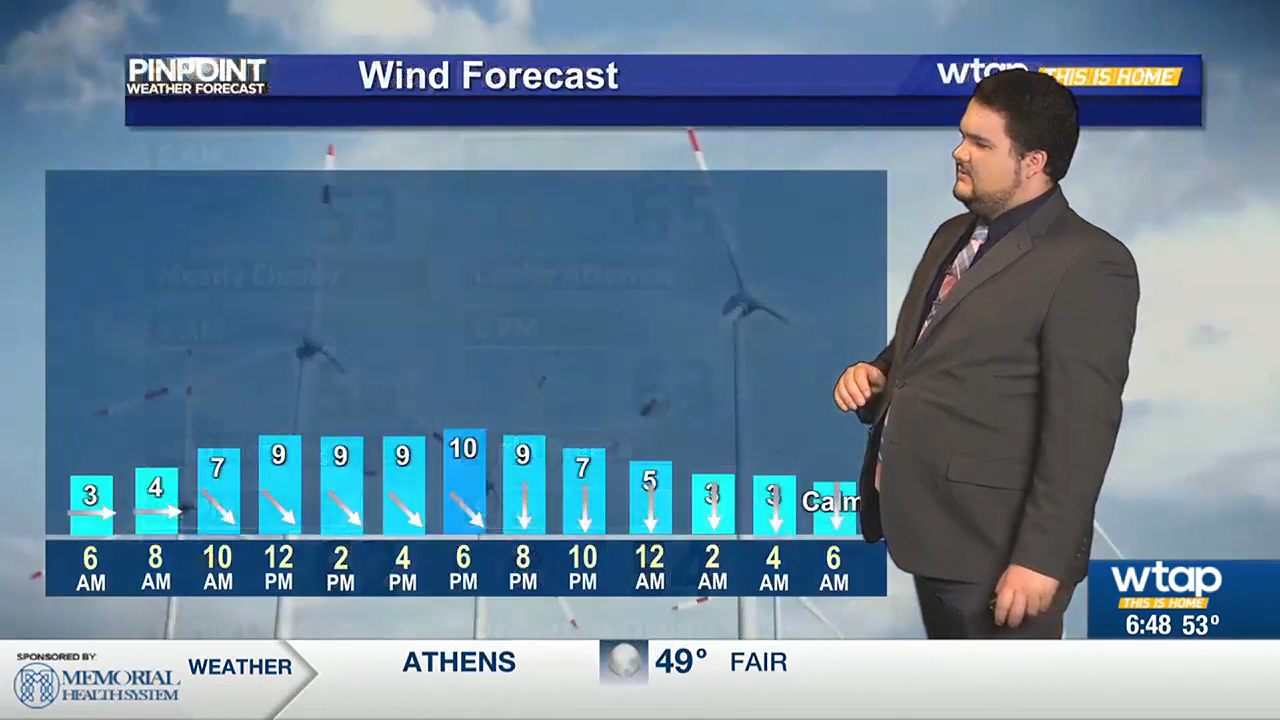 PINPOINT
WEATHER FORECAST
Wind Forecast
wtap THIS IS HOME
3 4 7 9 9 9 10 9 7 5 3 3 Calm
6 8 10 12 2 4 6 8 10 12 2 4 6
AM AM AM PM PM PM PM PM PM AM AM AM AM
wtap
THIS IS HOME
6:48 53°
SPONSORED BY:
MEMORIAL
HEALTH SYSTEM
WEATHER
ATHENS 49° FAIR